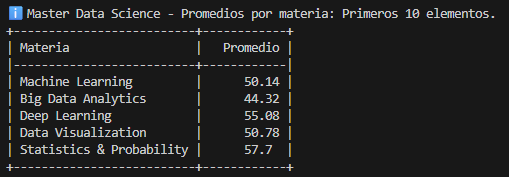 ℹ️ Master Data Science - Promedios por materia: Primeros 10 elementos.
+-------------------------+------------+
| Materia                 |   Promedio |
|-------------------------+------------|
| Machine Learning        |      50.14 |
| Big Data Analytics      |      44.32 |
| Deep Learning           |      55.08 |
| Data Visualization      |      50.78 |
| Statistics & Probability |      57.7  |
+-------------------------+------------+